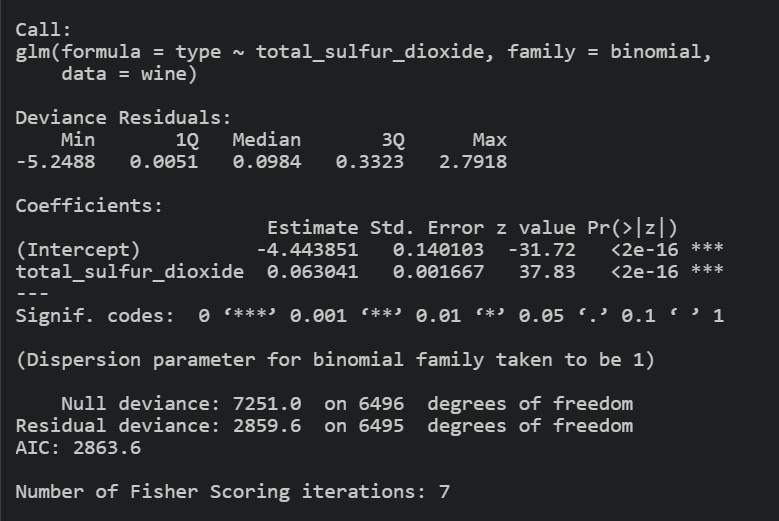 Call:
glm(formula = type ~ total_sulfur_dioxide, family = binomial,
    data = wine)

Deviance Residuals:
    Min       1Q   Median       3Q      Max
-5.2488   0.0051   0.0984   0.3323   2.7918

Coefficients:
                      Estimate Std. Error z value Pr(>|z|)
(Intercept)          -4.443851   0.140103  -31.72   <2e-16 ***
total_sulfur_dioxide  0.063041   0.001667   37.83   <2e-16 ***
---
Signif. codes:  0 ‘***’ 0.001 ‘**’ 0.01 ‘*’ 0.05 ‘.’ 0.1 ‘ ’ 1

(Dispersion parameter for binomial family taken to be 1)

    Null deviance: 7251.0  on 6496  degrees of freedom
Residual deviance: 2859.6  on 6495  degrees of freedom
AIC: 2863.6

Number of Fisher Scoring iterations: 7